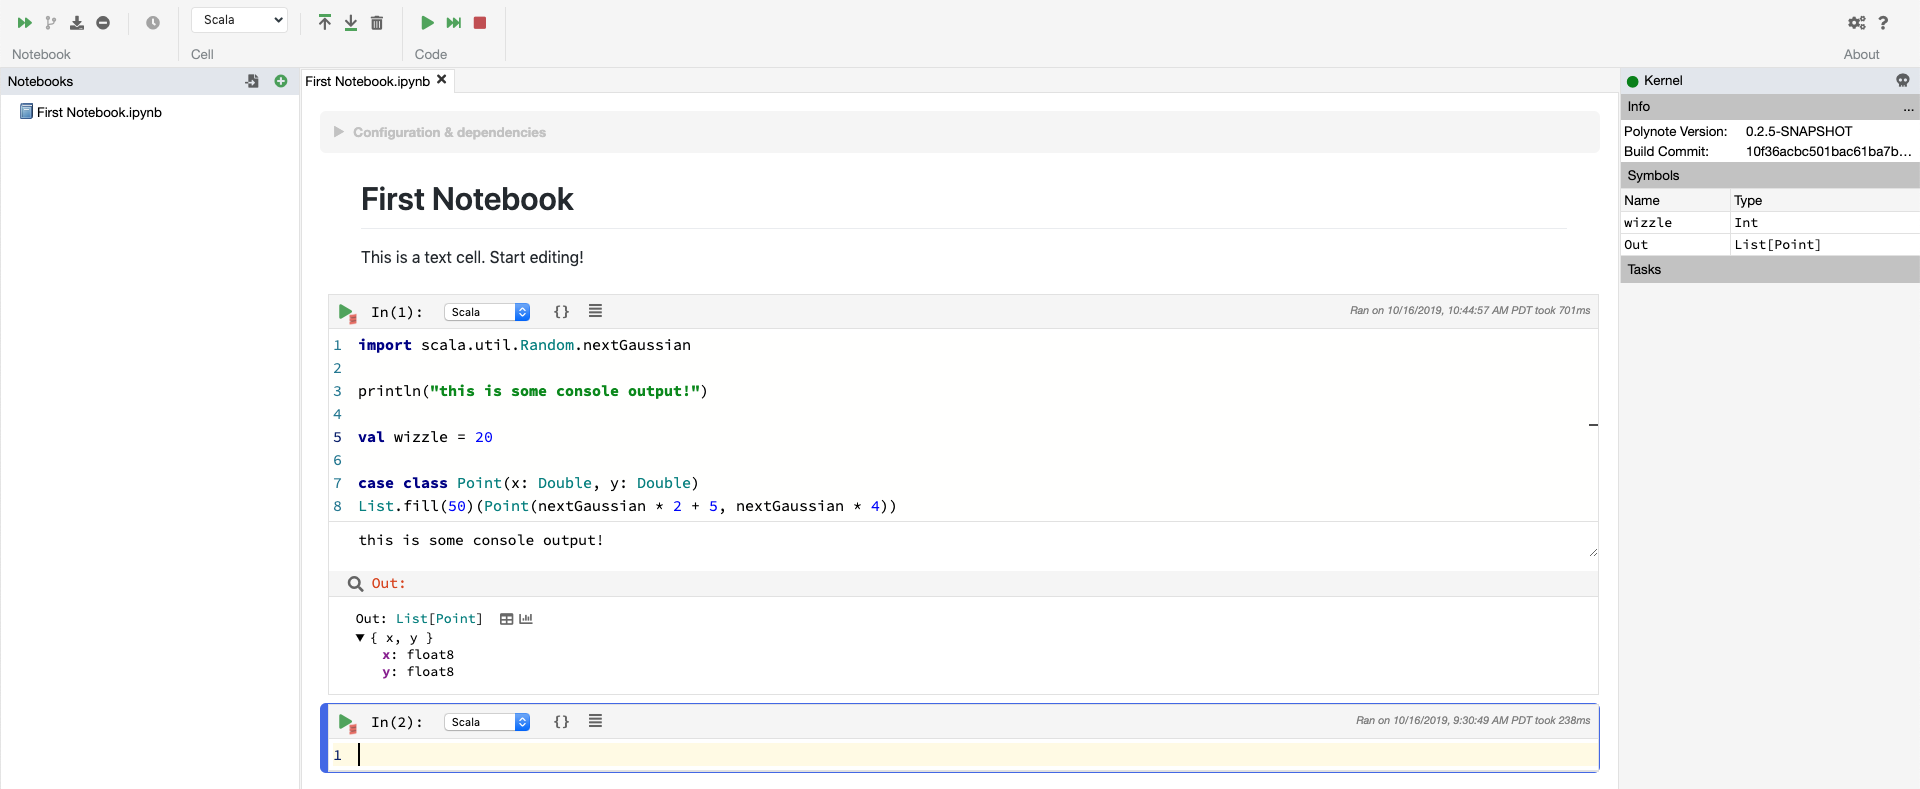 Scala
Notebook
Cell
Code
About
Notebooks
First Notebook.ipynb
First Notebook.ipynb
Configuration & dependencies
First Notebook
This is a text cell. Start editing!
In(1):
Scala
{}
Ran on 10/16/2019, 10:44:57 AM PDT took 701ms
1 import scala.util.Random.nextGaussian
2
3 println("this is some console output!")
4
5 val wizzle = 20
6
7 case class Point(x: Double, y: Double)
8 List.fill(50)(Point(nextGaussian * 2 + 5, nextGaussian * 4))
this is some console output!
Out:
Out: List[Point]
{ x, y }
x: float8
y: float8
In(2):
Scala
{}
Ran on 10/16/2019, 9:30:49 AM PDT took 238ms
1
Kernel
Info ...
Polynote Version: 0.2.5-SNAPSHOT
Build Commit: 10f36acbc501bac61ba7b...
Symbols
Name Type
wizzle Int
Out List[Point]
Tasks